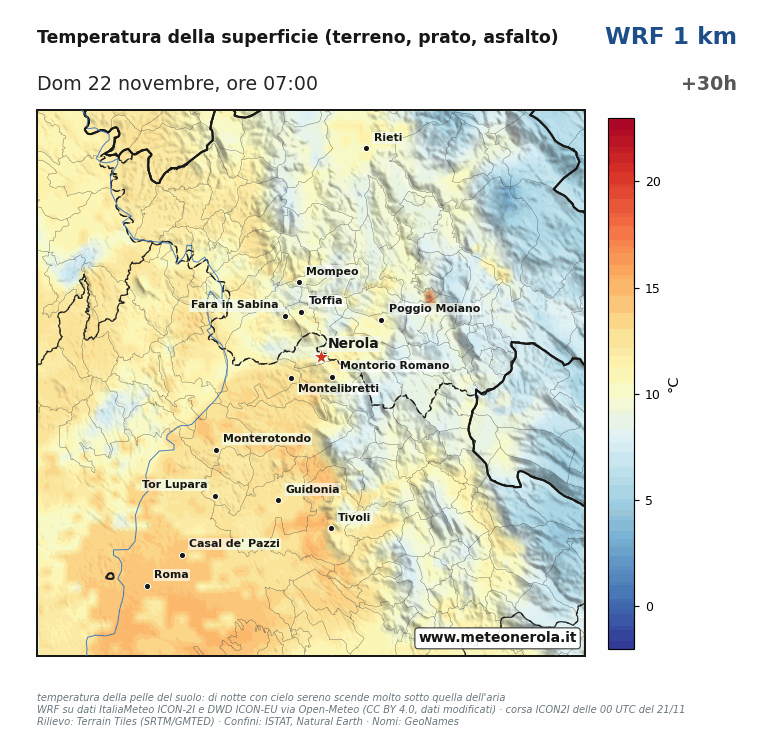 Temperatura della superficie (terreno, prato, asfalto)
WRF 1 km
Dom 22 novembre, ore 07:00
+30h
Rieti
Mompeo
Fara in Sabina
Toffia
Poggio Moiano
Nerola
Montorio Romano
Montelibretti
Monterotondo
Tor Lupara
Guidonia
Tivoli
Casal de' Pazzi
Roma
www.meteonerola.it
20
15
10
5
0
°C
temperatura della pelle del suolo: di notte con cielo sereno scende molto sotto quella dell'aria
WRF su dati ItaliaMeteo ICON-2I e DWD ICON-EU via Open-Meteo (CC BY 4.0, dati modificati) · corsa ICON2I delle 00 UTC del 21/11
Rilievo: Terrain Tiles (SRTM/GMTED) · Confini: ISTAT, Natural Earth · Nomi: GeoNames